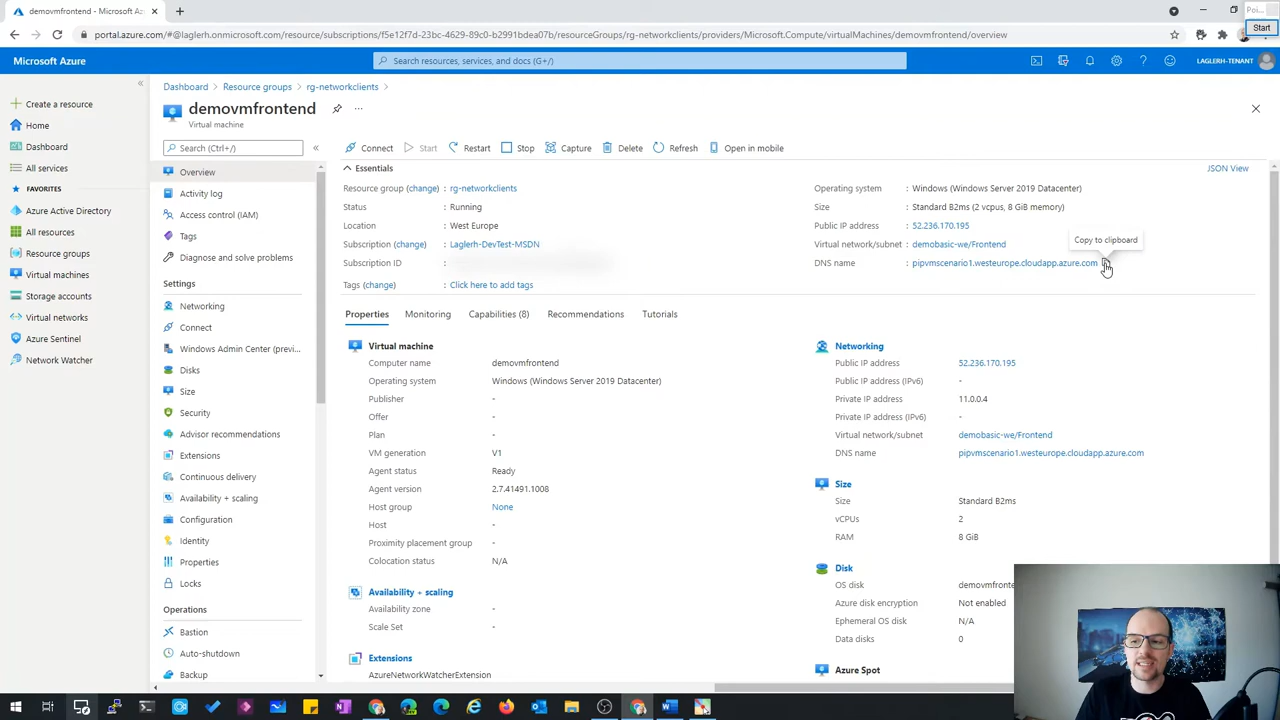 demovmfrontend - Microsoft Azure
Poi...
portal.azure.com/#@laglerh.onmicrosoft.com/resource/subscriptions/f5e12f7d-23bc-4629-89c0-b2991bdea07d/resourceGroups/rg-networkclients/providers/Microsoft.Compute/virtualMachines/demovmfrontend/overview
Start
Microsoft Azure
Search resources, services, and docs (G+/)
LAGLERH-TENANT
Create a resource
Home
Dashboard
All services
FAVORITES
Azure Active Directory
All resources
Resource groups
Virtual machines
Storage accounts
Virtual networks
Azure Sentinel
Network Watcher
Dashboard > Resource groups > rg-networkclients >
demovmfrontend
Virtual machine
Search (Ctrl+/)
Overview
Activity log
Access control (IAM)
Tags
Diagnose and solve problems
Settings
Networking
Connect
Windows Admin Center (previ...
Disks
Size
Security
Advisor recommendations
Extensions
Continuous delivery
Availability + scaling
Configuration
Identity
Properties
Locks
Operations
Bastion
Auto-shutdown
Backup
Connect Start Restart Stop Capture Delete Refresh Open in mobile
Essentials
JSON View
Resource group (change) : rg-networkclients
Status : Running
Location : West Europe
Subscription (change) : Laglerh-DevTest-MSDN
Subscription ID :
Tags (change) : Click here to add tags
Operating system : Windows (Windows Server 2019 Datacenter)
Size : Standard B2ms (2 vcpus, 8 GiB memory)
Public IP address : 52.236.170.195
Virtual network/subnet : demobasic-we/Frontend
DNS name : pipvmscenario1.westeurope.cloudapp.azure.com
Copy to clipboard
Properties Monitoring Capabilities (8) Recommendations Tutorials
Virtual machine
Computer name demovmfrontend
Operating system Windows (Windows Server 2019 Datacenter)
Publisher -
Offer -
Plan -
VM generation V1
Agent status Ready
Agent version 2.7.41491.1008
Host group None
Host -
Proximity placement group -
Colocation status N/A
Availability + scaling
Availability zone -
Scale Set -
Extensions
AzureNetworkWatcherExtension
Networking
Public IP address 52.236.170.195
Public IP address (IPv6) -
Private IP address 11.0.0.4
Private IP address (IPv6) -
Virtual network/subnet demobasic-we/Frontend
DNS name pipvmscenario1.westeurope.cloudapp.azure.com
Size
Size Standard B2ms
vCPUs 2
RAM 8 GiB
Disk
OS disk demovmfronte
Azure disk encryption Not enabled
Ephemeral OS disk N/A
Data disks 0
Azure Spot